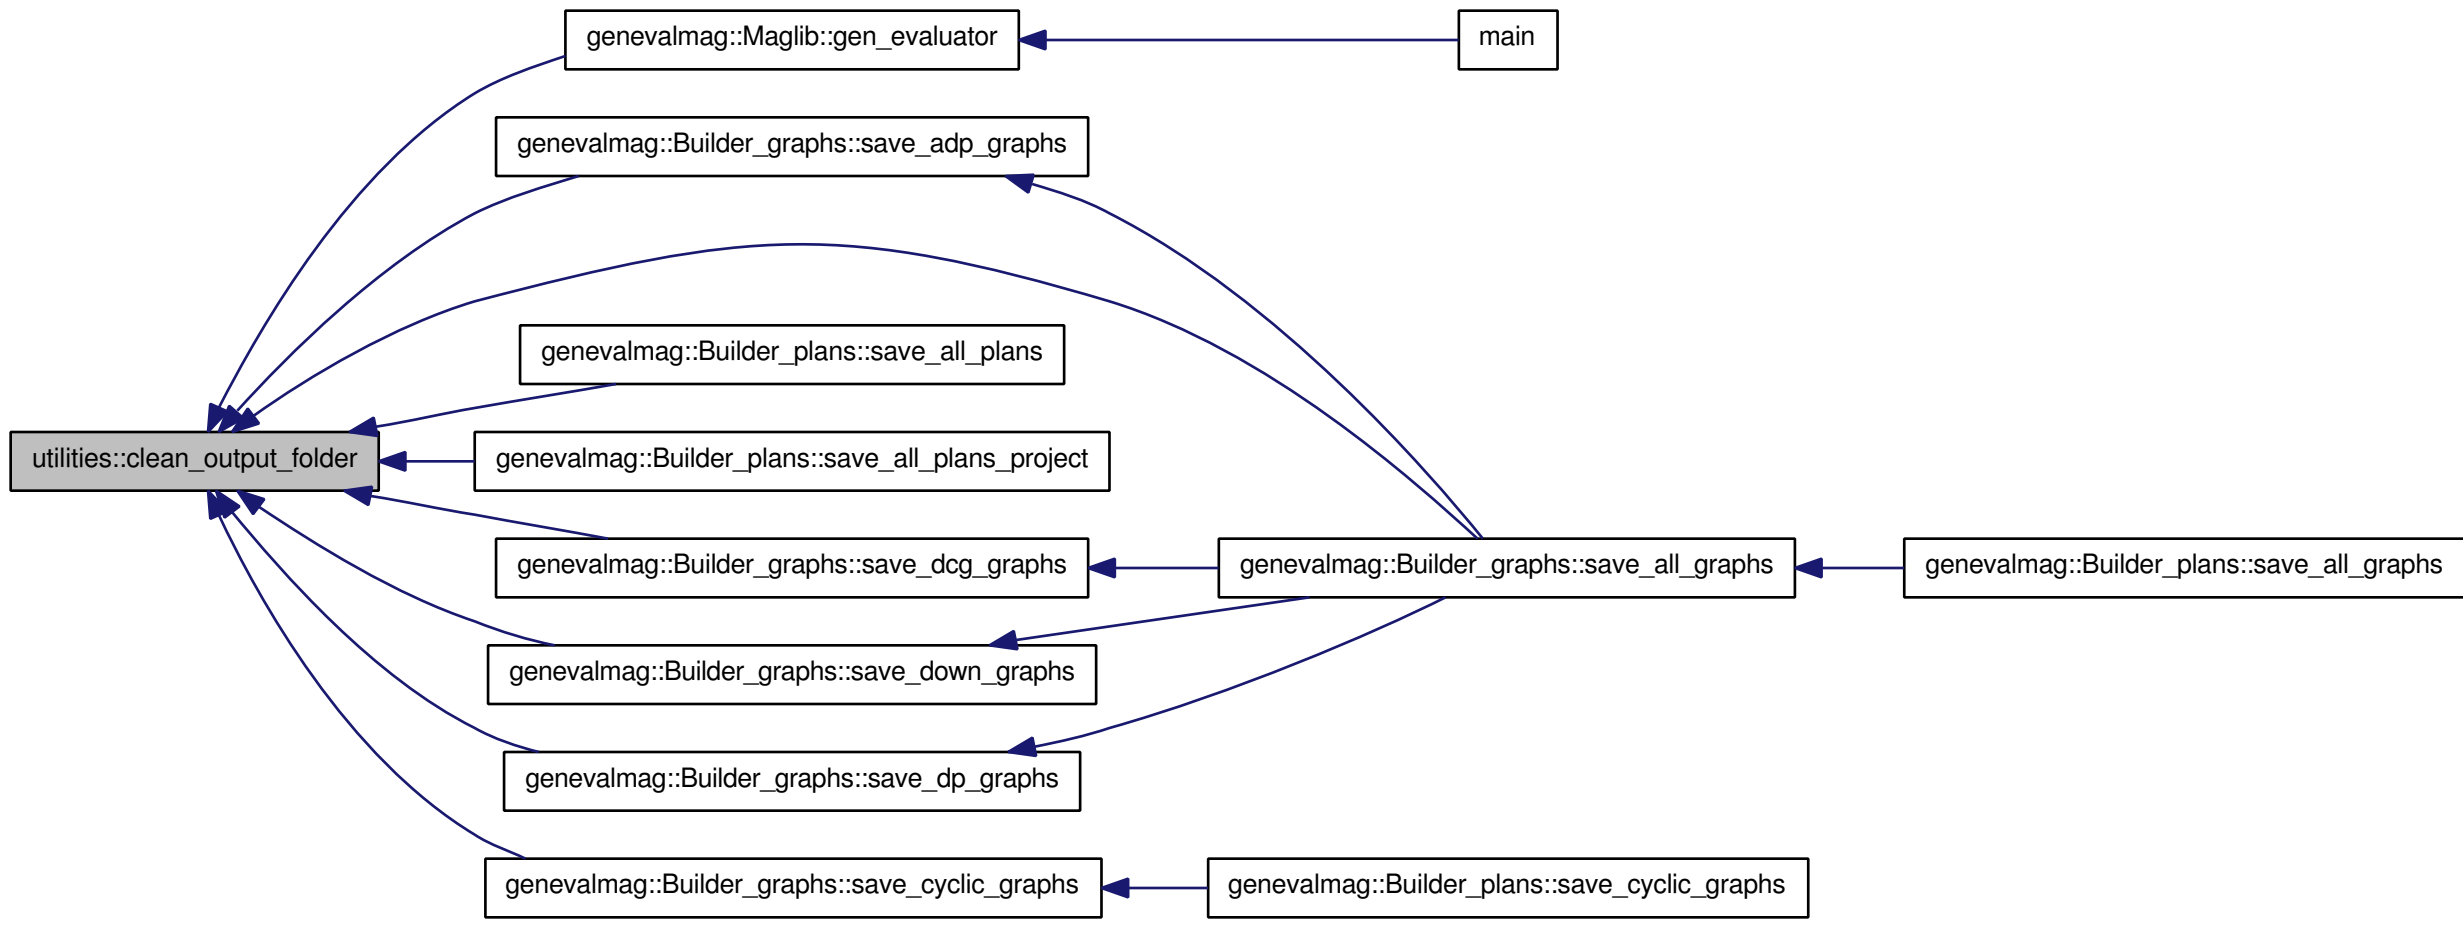 genevalmag::Maglib::gen_evaluator
main
genevalmag::Builder_graphs::save_adp_graphs
genevalmag::Builder_plans::save_all_plans
utilities::clean_output_folder
genevalmag::Builder_plans::save_all_plans_project
genevalmag::Builder_graphs::save_dcg_graphs
genevalmag::Builder_graphs::save_all_graphs
genevalmag::Builder_plans::save_all_graphs
genevalmag::Builder_graphs::save_down_graphs
genevalmag::Builder_graphs::save_dp_graphs
genevalmag::Builder_graphs::save_cyclic_graphs
genevalmag::Builder_plans::save_cyclic_graphs